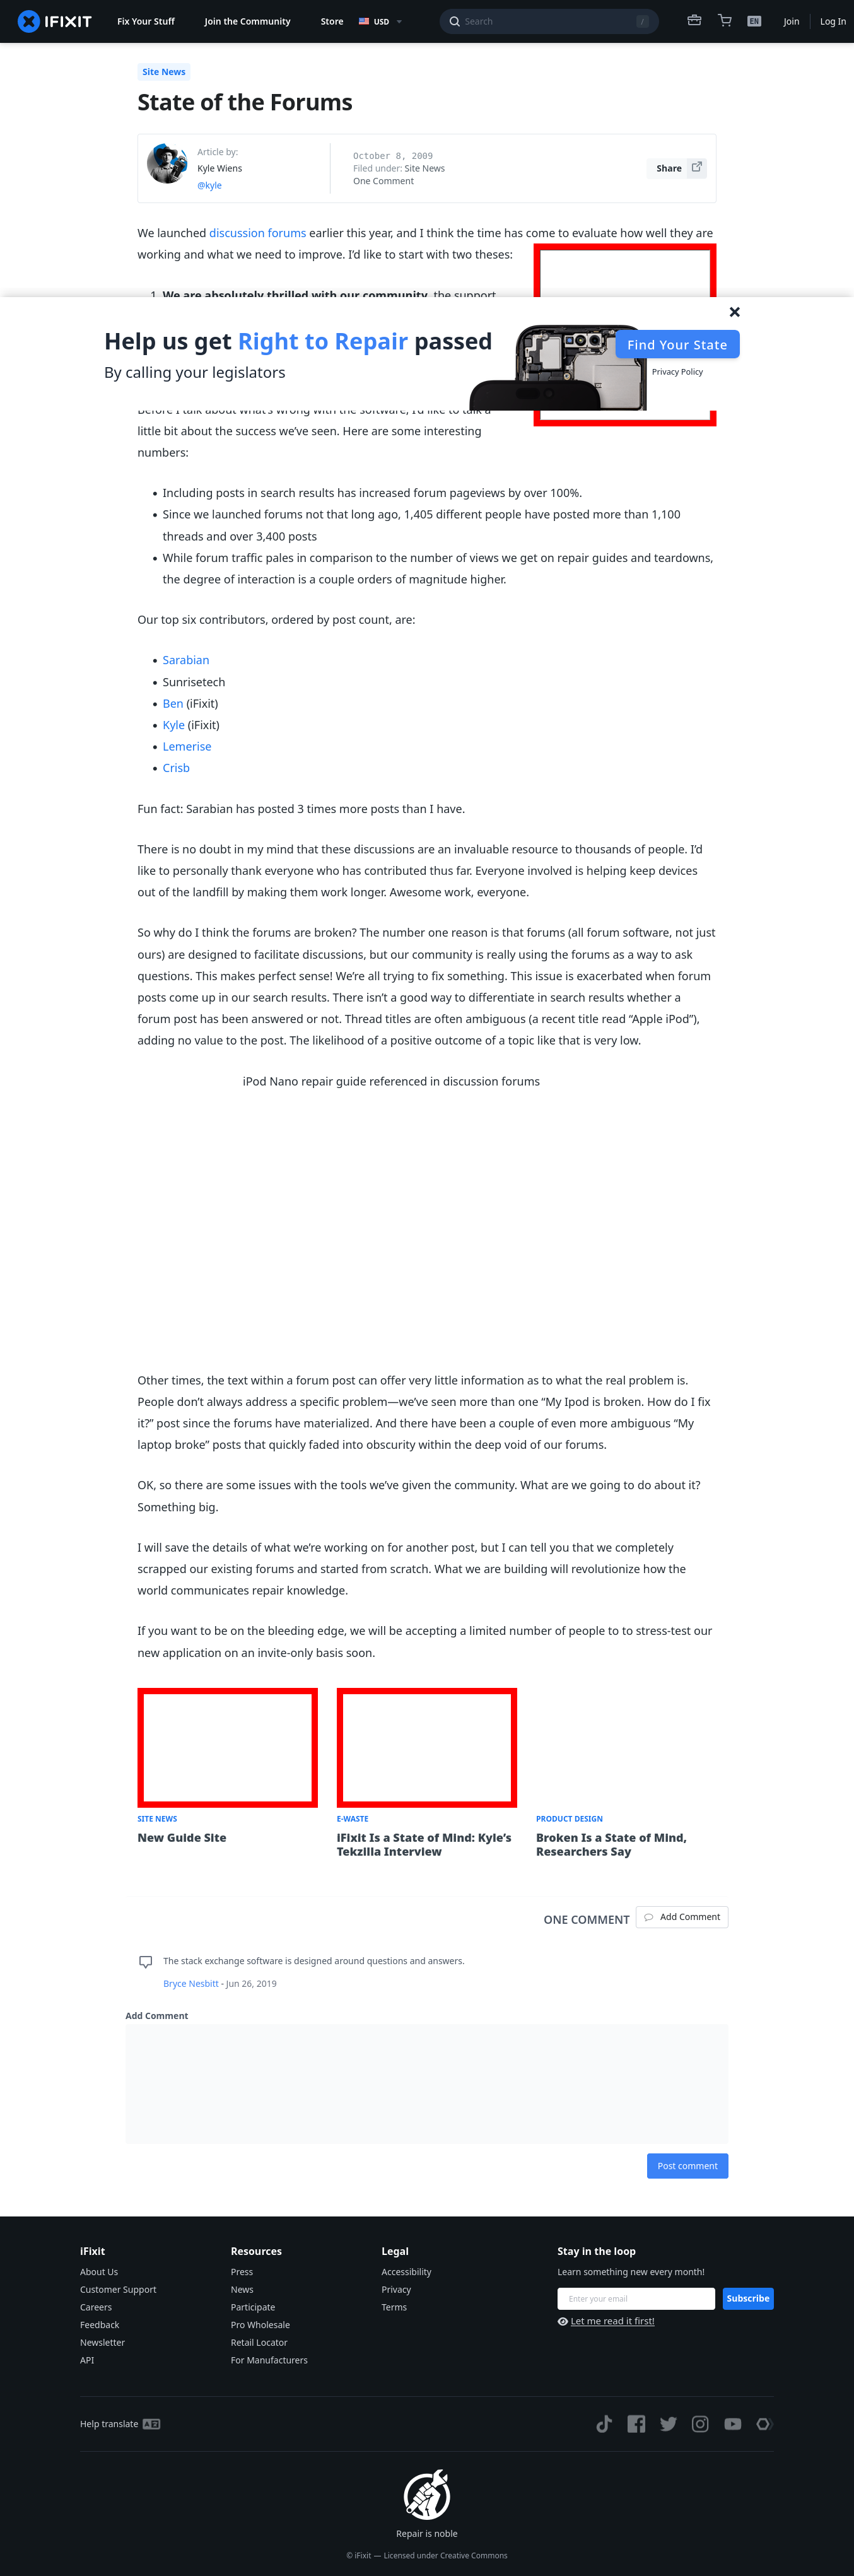 IFIXIT
Fix Your Stuff
Join the Community
Store
USD
Search
/
EN
Join
Log In
Site News
State of the Forums
Article by:
Kyle Wiens
@kyle
October 8, 2009
Filed under: Site News
One Comment
Share
We launched discussion forums earlier this year, and I think the time has come to evaluate how well they are
working and what we need to improve. I’d like to start with two theses:
1. We are absolutely thrilled with our community, the support
Help us get Right to Repair passed
By calling your legislators
Find Your State
Privacy Policy
Before I talk about what’s wrong with the software, I’d like to talk a
little bit about the success we’ve seen. Here are some interesting
numbers:
Including posts in search results has increased forum pageviews by over 100%.
Since we launched forums not that long ago, 1,405 different people have posted more than 1,100
threads and over 3,400 posts
While forum traffic pales in comparison to the number of views we get on repair guides and teardowns,
the degree of interaction is a couple orders of magnitude higher.
Our top six contributors, ordered by post count, are:
Sarabian
Sunrisetech
Ben (iFixit)
Kyle (iFixit)
Lemerise
Crisb
Fun fact: Sarabian has posted 3 times more posts than I have.
There is no doubt in my mind that these discussions are an invaluable resource to thousands of people. I’d
like to personally thank everyone who has contributed thus far. Everyone involved is helping keep devices
out of the landfill by making them work longer. Awesome work, everyone.
So why do I think the forums are broken? The number one reason is that forums (all forum software, not just
ours) are designed to facilitate discussions, but our community is really using the forums as a way to ask
questions. This makes perfect sense! We’re all trying to fix something. This issue is exacerbated when forum
posts come up in our search results. There isn’t a good way to differentiate in search results whether a
forum post has been answered or not. Thread titles are often ambiguous (a recent title read “Apple iPod”),
adding no value to the post. The likelihood of a positive outcome of a topic like that is very low.
iPod Nano repair guide referenced in discussion forums
Other times, the text within a forum post can offer very little information as to what the real problem is.
People don’t always address a specific problem—we’ve seen more than one “My Ipod is broken. How do I fix
it?” post since the forums have materialized. And there have been a couple of even more ambiguous “My
laptop broke” posts that quickly faded into obscurity within the deep void of our forums.
OK, so there are some issues with the tools we’ve given the community. What are we going to do about it?
Something big.
I will save the details of what we’re working on for another post, but I can tell you that we completely
scrapped our existing forums and started from scratch. What we are building will revolutionize how the
world communicates repair knowledge.
If you want to be on the bleeding edge, we will be accepting a limited number of people to to stress-test our
new application on an invite-only basis soon.
SITE NEWS
New Guide Site
E-WASTE
iFixit Is a State of Mind: Kyle’s
Tekzilla Interview
PRODUCT DESIGN
Broken Is a State of Mind,
Researchers Say
ONE COMMENT
Add Comment
The stack exchange software is designed around questions and answers.
Bryce Nesbitt - Jun 26, 2019
Add Comment
Post comment
iFixit
About Us
Customer Support
Careers
Feedback
Newsletter
API
Resources
Press
News
Participate
Pro Wholesale
Retail Locator
For Manufacturers
Legal
Accessibility
Privacy
Terms
Stay in the loop
Learn something new every month!
Enter your email
Subscribe
Let me read it first!
Help translate
Repair is noble
© iFixit — Licensed under Creative Commons